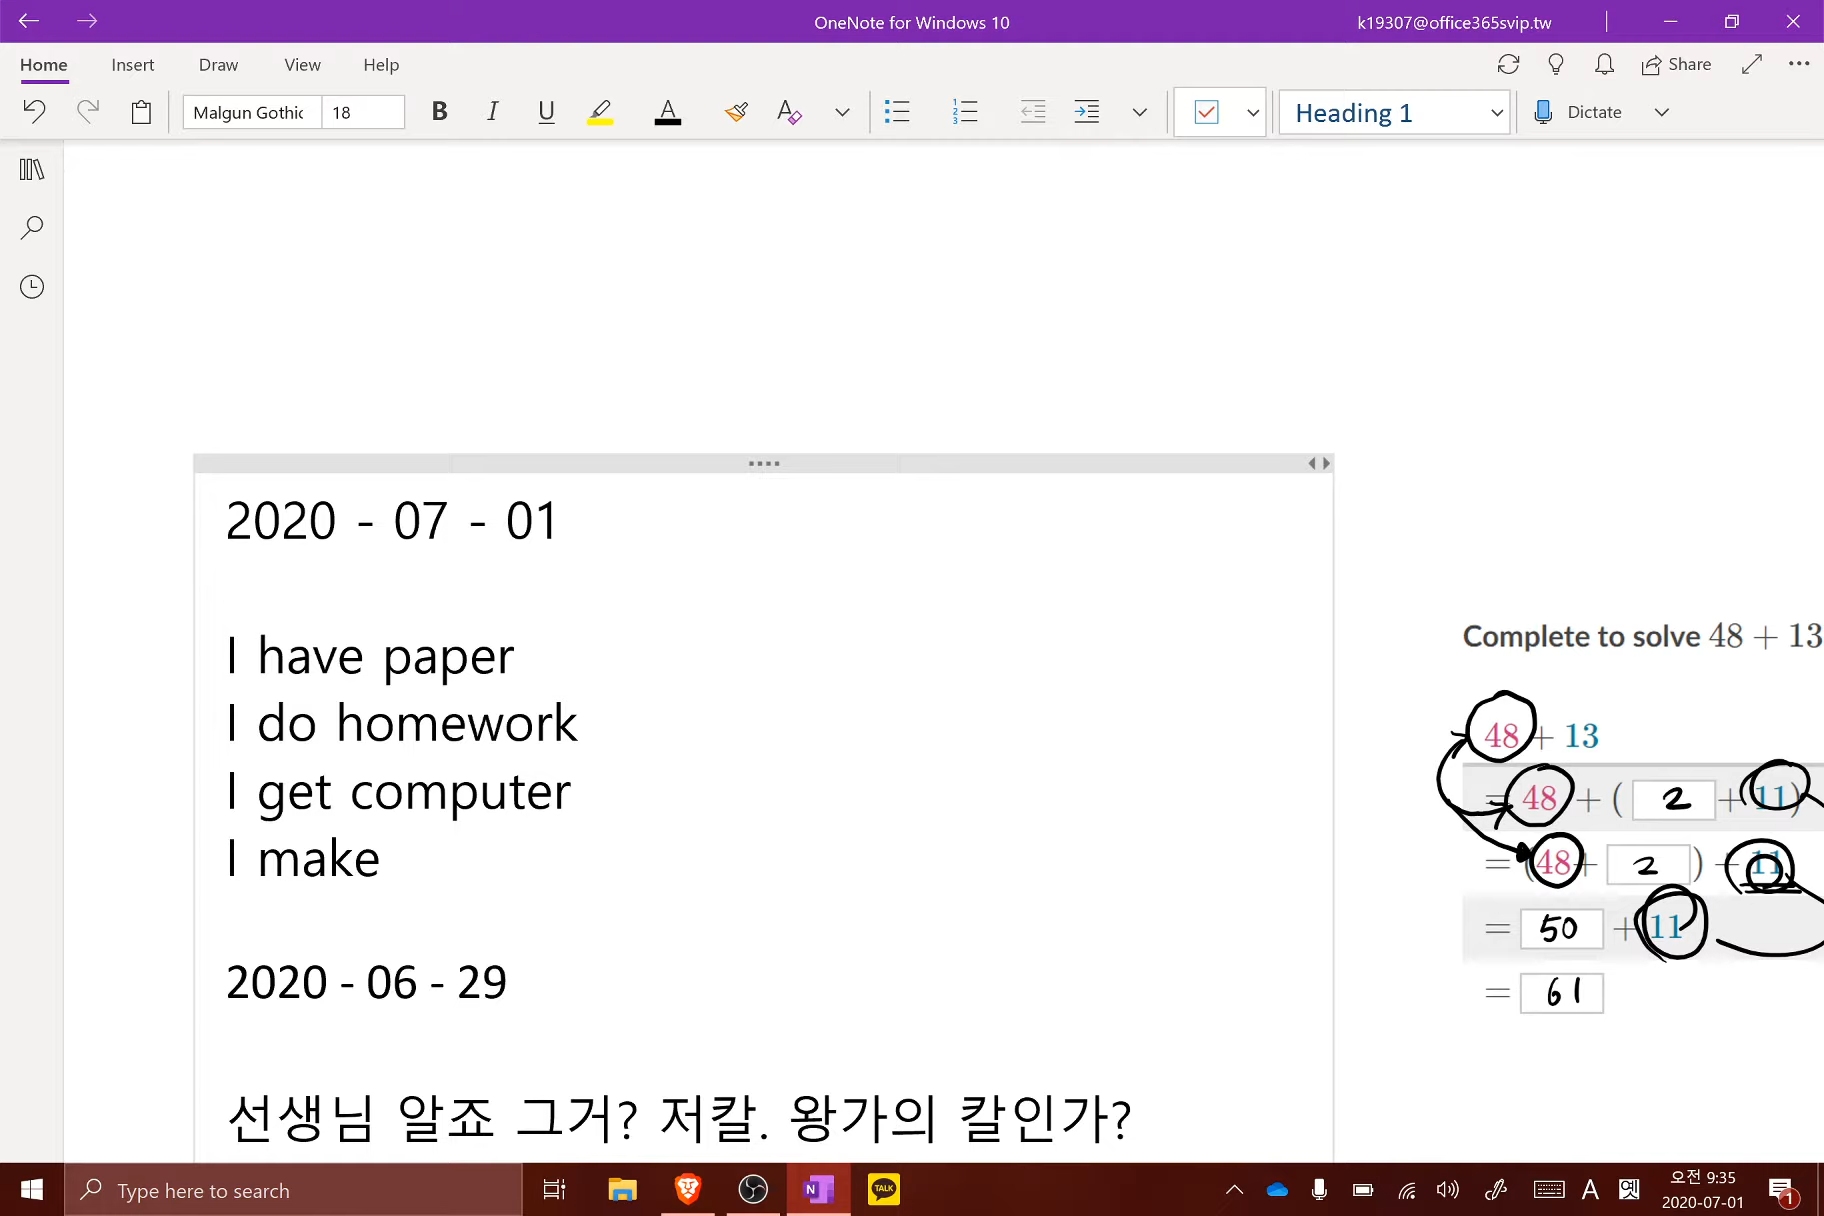 OneNote for Windows 10
k19307@office365svip.tw
Home Insert Draw View Help
Share
Malgun Gothic 18 B I U A A Heading 1 Dictate
2020 - 07 - 01
I have paper
I do homework
I get computer
I make
2020 - 06 - 29
선생님 알죠 그거? 저칼. 왕가의 칼인가?
Complete to solve 48 + 13
48 + 13
= 48 + ( 2 + 11)
= (48+ 2 ) + 11
= 50 + 11
= 61
Type here to search
N
TALK
A
오전 9:35
2020-07-01
1